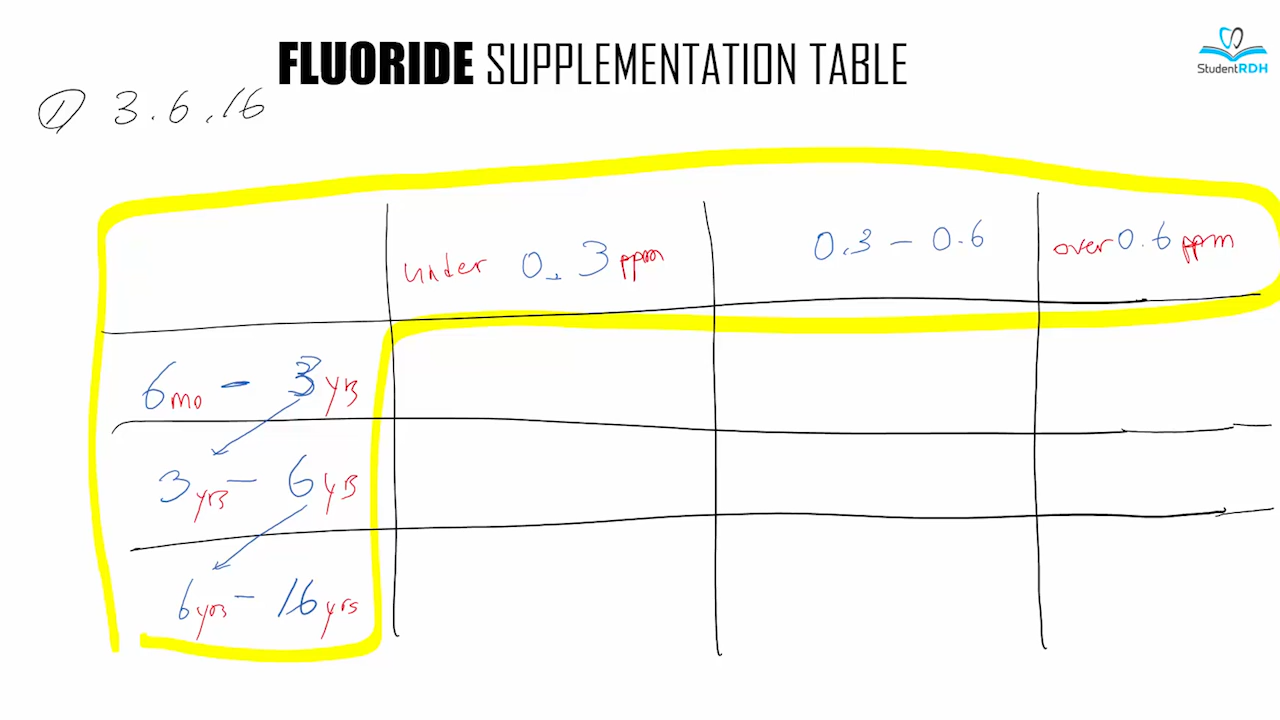 FLUORIDE SUPPLEMENTATION TABLE
StudentRDH
1) 3.6.16
under 0.3 ppm
0.3 - 0.6
over 0.6 ppm
6mo - 3yrs
3yrs - 6yrs
6yrs - 16yrs